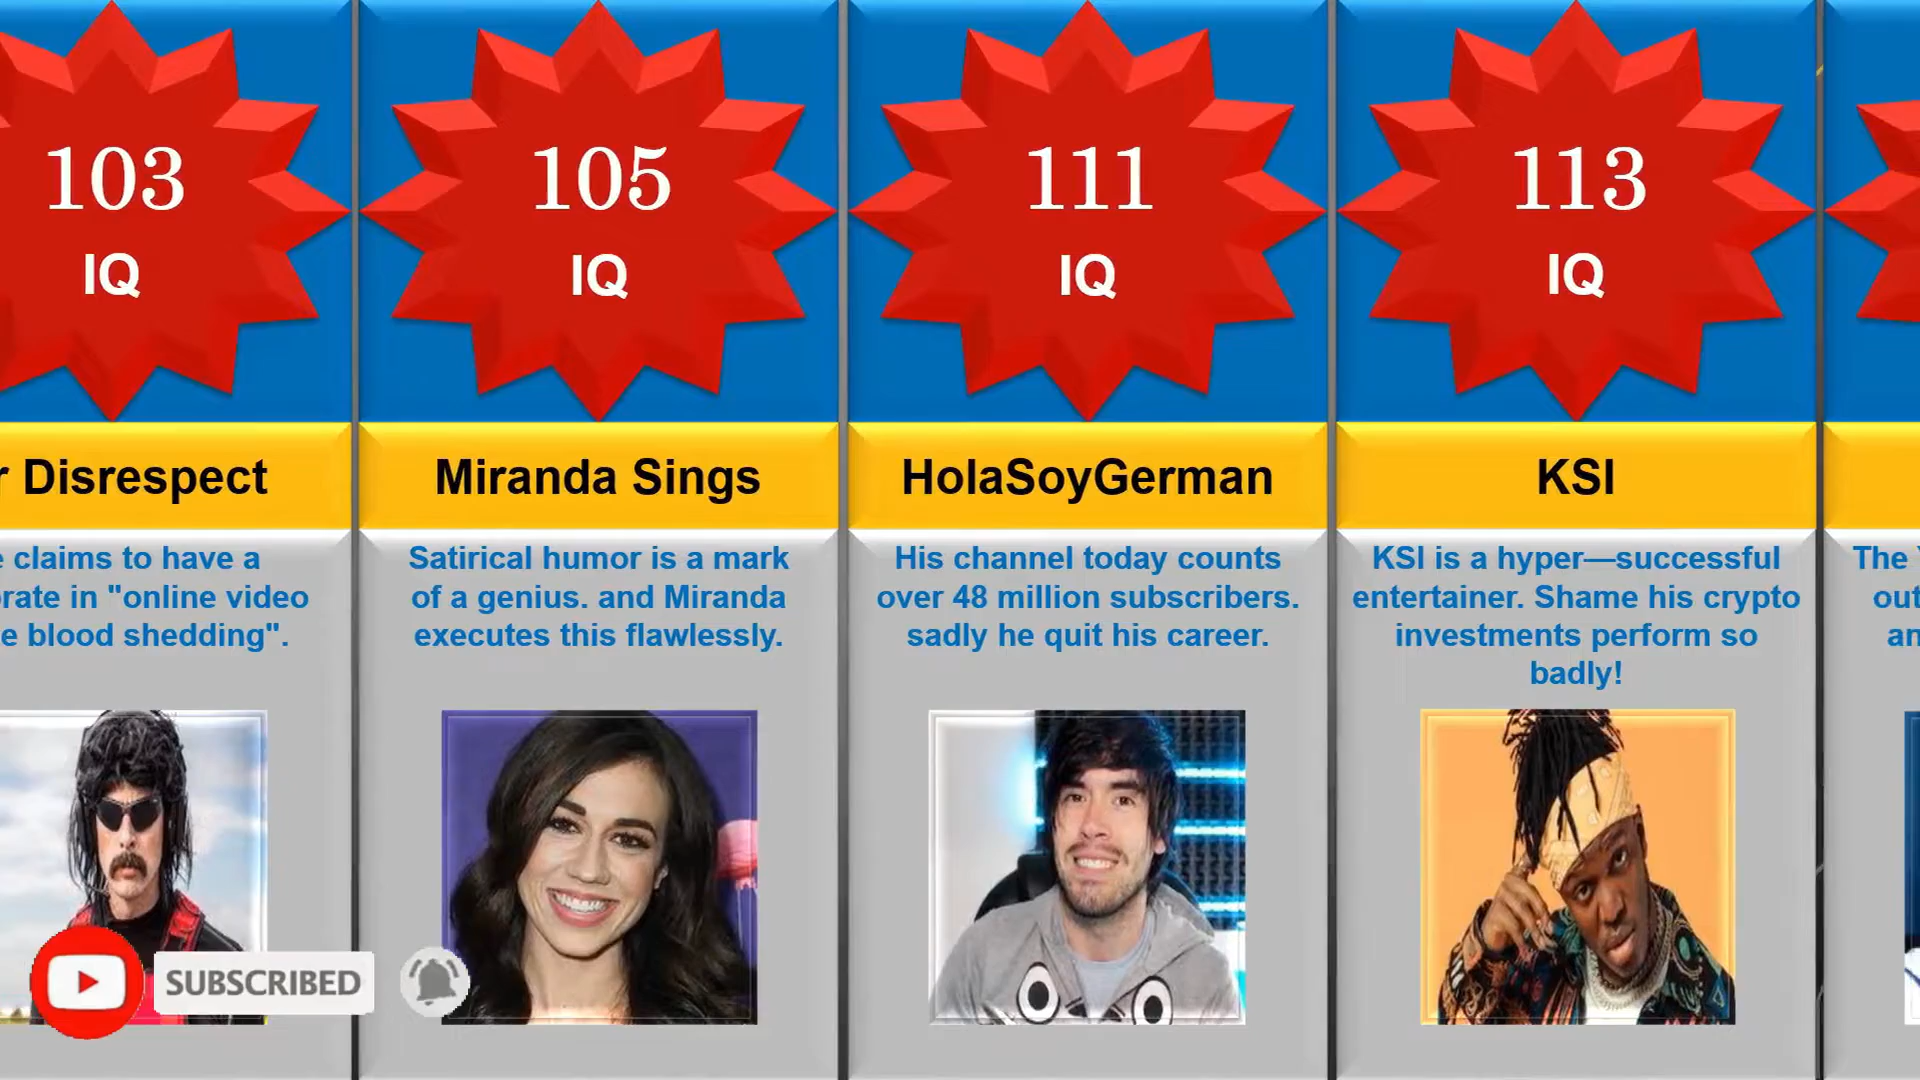 103
IQ
105
IQ
111
IQ
113
IQ
Disrespect
Miranda Sings
HolaSoyGerman
KSI
claims to have a
"online video
blood shedding".
Satirical humor is a mark
of a genius. and Miranda
executes this flawlessly.
His channel today counts
over 48 million subscribers.
sadly he quit his career.
KSI is a hyper—successful
entertainer. Shame his crypto
investments perform so
badly!
The
SUBSCRIBED